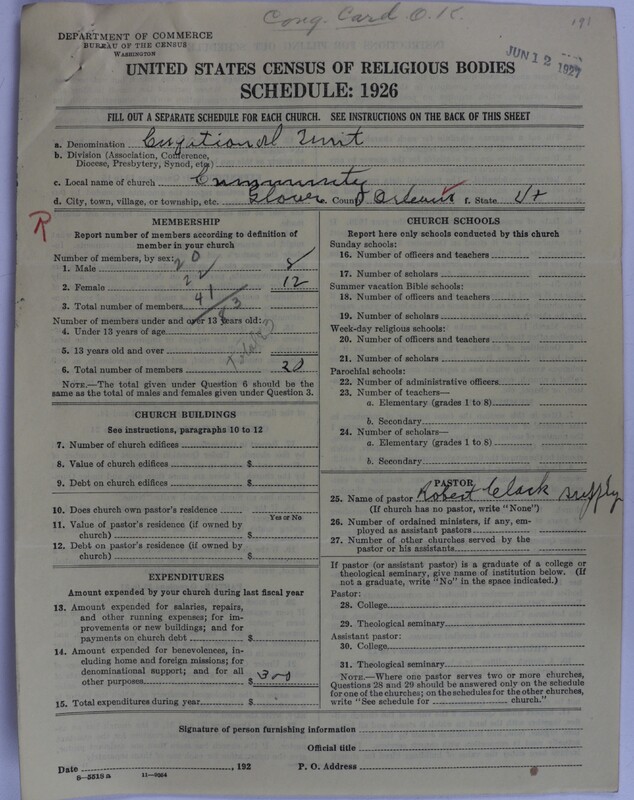 Cong. Card O.K.
191
DEPARTMENT OF COMMERCE
BUREAU OF THE CENSUS
WASHINGTON
JUN 12 1927
UNITED STATES CENSUS OF RELIGIOUS BODIES
SCHEDULE: 1926
FILL OUT A SEPARATE SCHEDULE FOR EACH CHURCH. SEE INSTRUCTIONS ON THE BACK OF THIS SHEET
a. Denomination
b. Division (Association, Conference,
Diocese, Presbytery, Synod, etc.)
c. Local name of church Community
d. City, town, village, or township, etc. Glover e. County Orleans f. State Vt
R
MEMBERSHIP
Report number of members according to definition of
member in your church
Number of members, by sex:
1. Male 20 8
2. Female 22 12
3. Total number of members 41
Number of members under and over 13 years old: 83
4. Under 13 years of age
5. 13 years old and over
6. Total number of members 20
NOTE.—The total given under Question 6 should be
same as the total of males and females given under Question 3.
CHURCH BUILDINGS
See instructions, paragraphs 10 to 12
7. Number of church edifices
8. Value of church edifices $
9. Debt on church edifices $
10. Does church own pastor's residence
Yes or No
11. Value of pastor's residence (if owned by
church) $
12. Debt on pastor's residence (if owned by
church) $
EXPENDITURES
Amount expended by your church during last fiscal year
13. Amount expended for salaries, repairs,
and other running expenses; for im-
provements or new buildings; and for
payments on church debt $
14. Amount expended for benevolences, in-
cluding home and foreign missions; for
denominational support; and for all
other purposes $ 300
15. Total expenditures during year $
CHURCH SCHOOLS
Report here only schools conducted by this church
Sunday schools:
16. Number of officers and teachers
17. Number of scholars
Summer vacation Bible schools:
18. Number of officers and teachers
19. Number of scholars
Week-day religious schools:
20. Number of officers and teachers
21. Number of scholars
Parochial schools:
22. Number of administrative officers
23. Number of teachers—
a. Elementary (grades 1 to 8)
b. Secondary
24. Number of scholars—
a. Elementary (grades 1 to 8)
b. Secondary
PASTOR
25. Name of pastor Robert Clark supply
(If church has no pastor, write "None")
26. Number of ordained ministers, if any, em-
ployed as assistant pastors
27. Number of other churches served by the
pastor or his assistants
If pastor (or assistant pastor) is a graduate of a college or
theological seminary, give name of institution below. (If
not a graduate, write "No" in the space indicated.)
Pastor:
28. College
29. Theological seminary
Assistant pastor:
30. College
31. Theological seminary
NOTE.—Where one pastor serves two or more churches,
Questions 28 and 29 should be answered only on the schedule
for one of the churches; on the schedules for the other churches,
write "See schedule for church."
Signature of person furnishing information
Official title
Date , 192 P. O. Address
8-5518a 11-9554